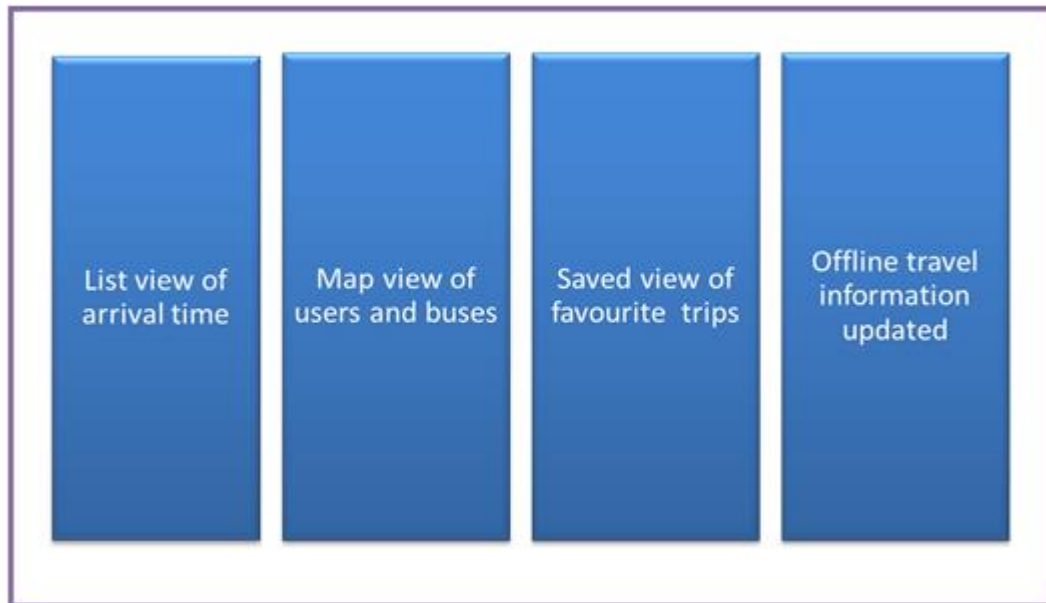 List view of
arrival time
Map view of
users and buses
Saved view of
favourite trips
Offline travel
information
updated